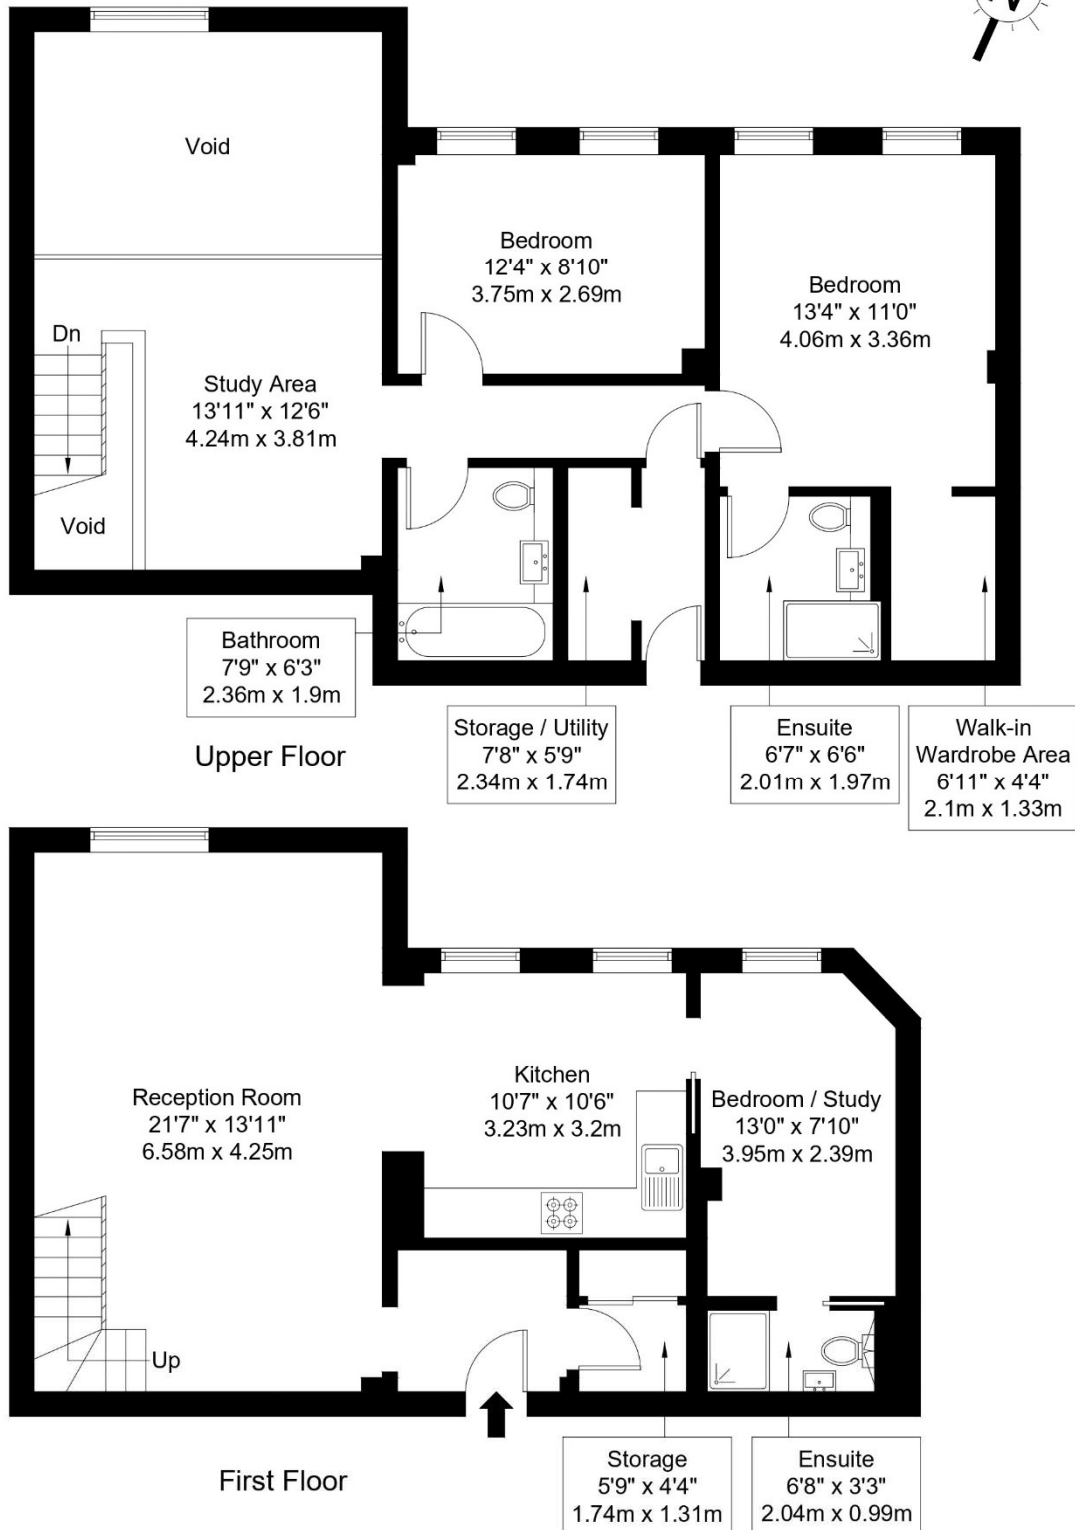 N
Void
Bedroom
12'4" x 8'10"
3.75m x 2.69m
Bedroom
13'4" x 11'0"
4.06m x 3.36m
Dn
Study Area
13'11" x 12'6"
4.24m x 3.81m
Void
Bathroom
7'9" x 6'3"
2.36m x 1.9m
Storage / Utility
7'8" x 5'9"
2.34m x 1.74m
Ensuite
6'7" x 6'6"
2.01m x 1.97m
Walk-in
Wardrobe Area
6'11" x 4'4"
2.1m x 1.33m
Upper Floor
Reception Room
21'7" x 13'11"
6.58m x 4.25m
Kitchen
10'7" x 10'6"
3.23m x 3.2m
Bedroom / Study
13'0" x 7'10"
3.95m x 2.39m
Up
Storage
5'9" x 4'4"
1.74m x 1.31m
Ensuite
6'8" x 3'3"
2.04m x 0.99m
First Floor